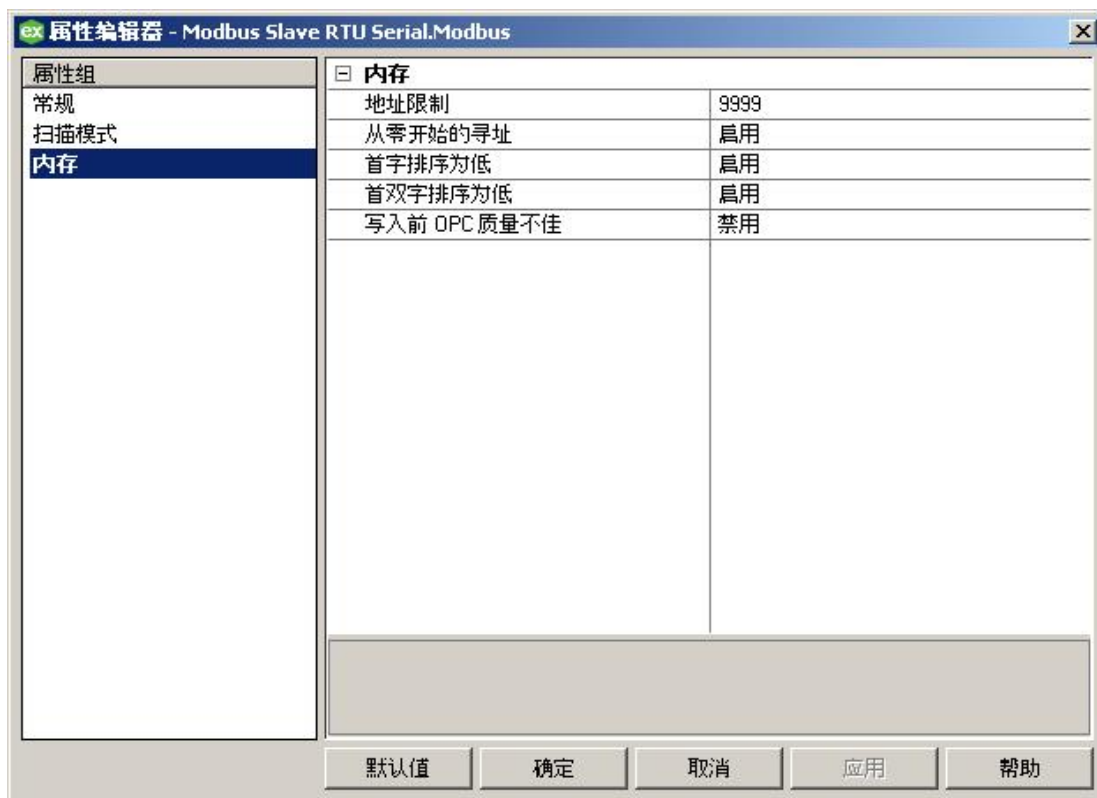 ex 属性编辑器 - Modbus Slave RTU Serial.Modbus
属性组
常规
扫描模式
内存
内存
地址限制 9999
从零开始的寻址 启用
首字排序为低 启用
首双字排序为低 启用
写入前 OPC 质量不佳 禁用
默认值 确定 取消 应用 帮助